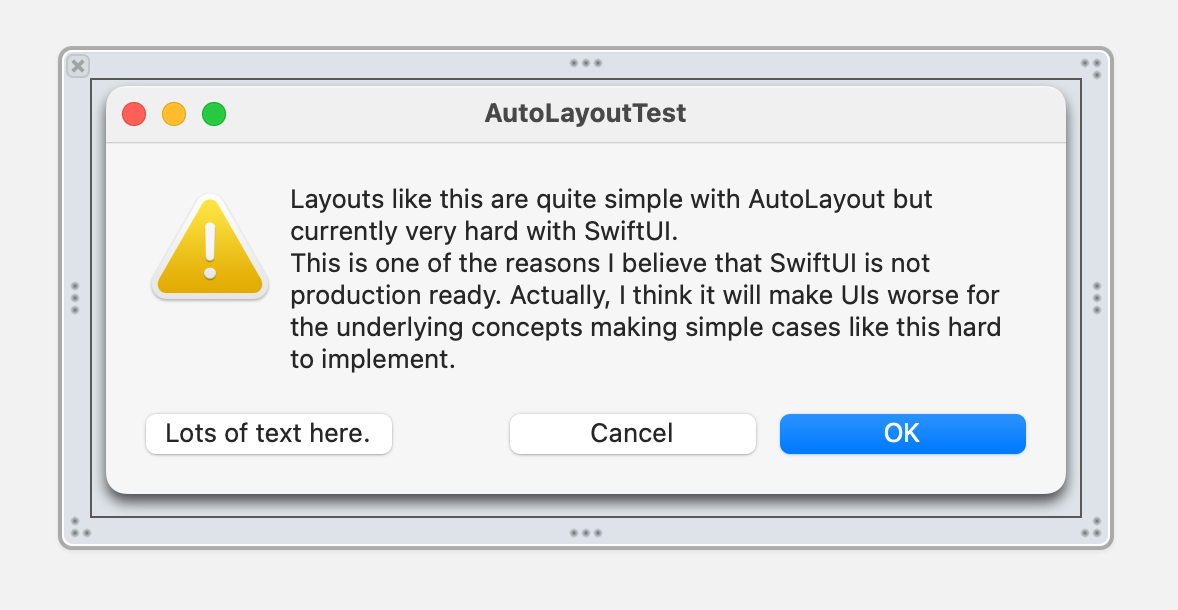 AutoLayoutTest
Layouts like this are quite simple with AutoLayout but
currently very hard with SwiftUI.
This is one of the reasons I believe that SwiftUI is not
production ready. Actually, I think it will make UIs worse for
the underlying concepts making simple cases like this hard
to implement.
Lots of text here.
Cancel
OK